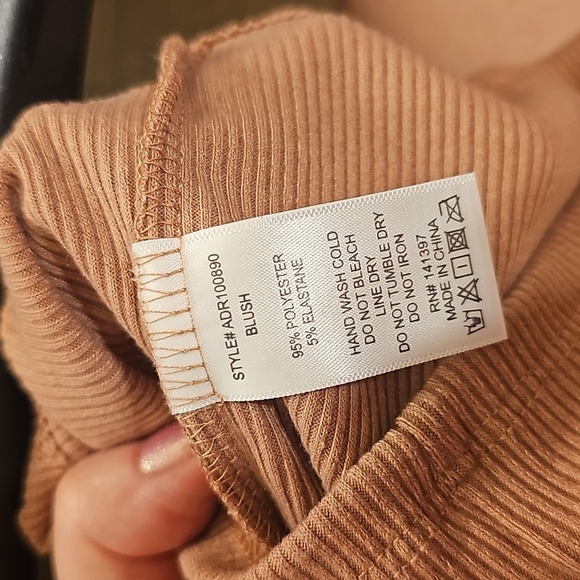 STYLE# ADR100890
BLUSH
95% POLYESTER
5% ELASTANE
HAND WASH COLD
DO NOT BLEACH
LINE DRY
DO NOT TUMBLE DRY
DO NOT IRON
RN# 141397
MADE IN CHINA